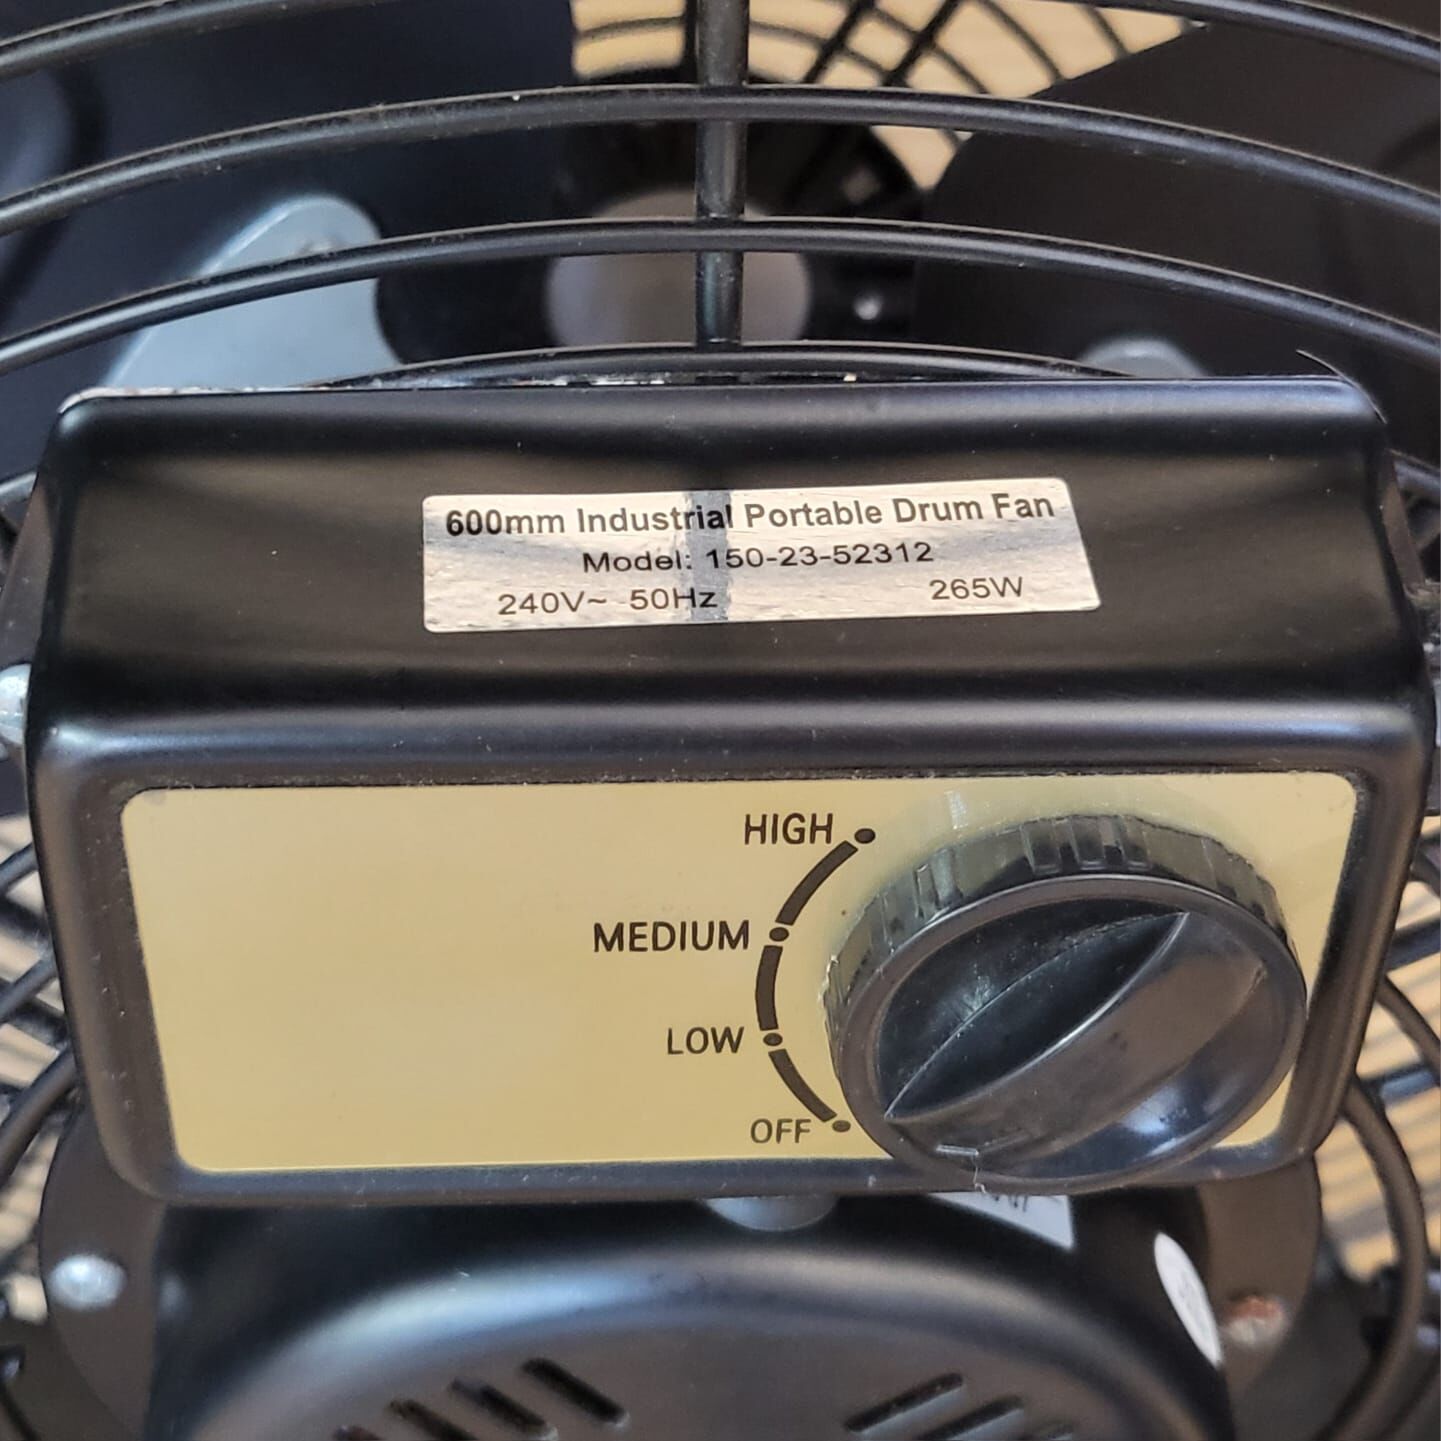 600mm Industrial Portable Drum Fan
Model: 150-23-52312
240V~ 50Hz 265W
HIGH
MEDIUM
LOW
OFF